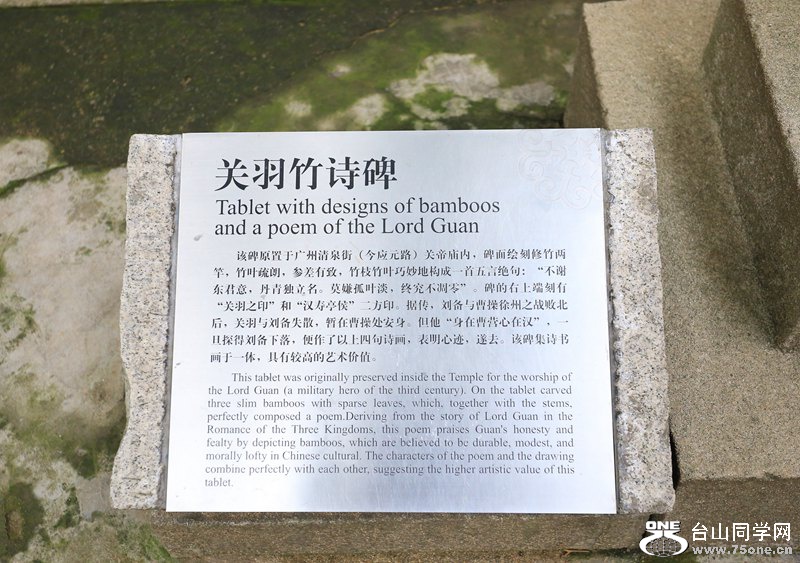 关羽竹诗碑
Tablet with designs of bamboos
and a poem of the Lord Guan
该碑原置于广州清泉街（今应元路）关帝庙内，碑面绘刻修竹两
竿，竹叶疏朗，参差有致，竹枝竹叶巧妙地构成一首五言绝句：“不谢
东君意，丹青独立名。莫嫌孤叶淡，终究不凋零”。碑的右上端刻有
“关羽之印”和“汉寿亭侯”二方印。据传，刘备与曹操徐州之战败北
后，关羽与刘备失散，暂在曹操处安身。但他“身在曹营心在汉”，一
旦探得刘备下落，便作了以上四句诗画，表明心迹，遂去。该碑集诗书
画于一体，具有较高的艺术价值。
This tablet was originally preserved inside the Temple for the worship of
the Lord Guan (a military hero of the third century). On the tablet carved
three slim bamboos with sparse leaves, which, together with the stems,
perfectly composed a poem.Deriving from the story of Lord Guan in the
Romance of the Three Kingdoms, this poem praises Guan's honesty and
fealty by depicting bamboos, which are believed to be durable, modest, and
morally lofty in Chinese cultural. The characters of the poem and the drawing
combine perfectly with each other, suggesting the higher artistic value of this
tablet.
ONE
台山同学网
www.75one.cn